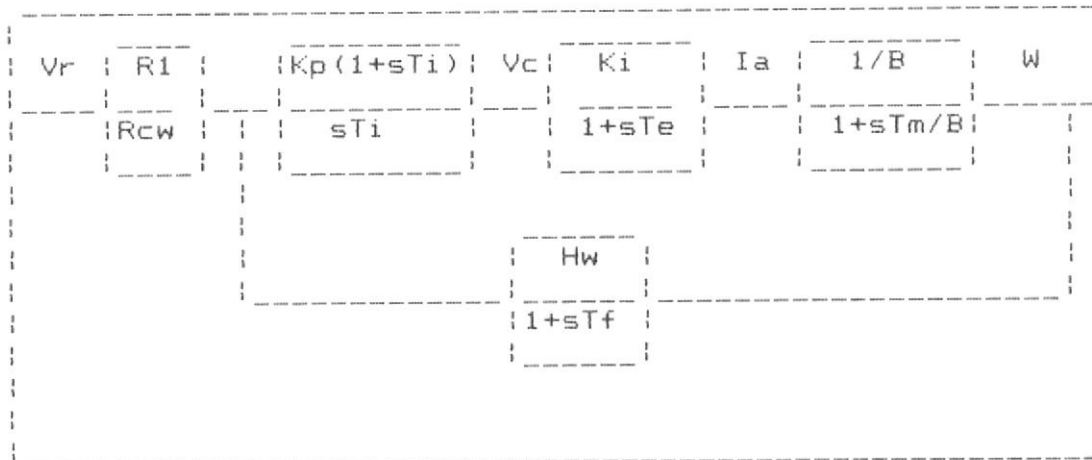 Vr R1 Kp(1+sTi) Vc Ki Ia 1/B W
Rcw sTi 1+sTe 1+sTm/B
Hw
1+sTf